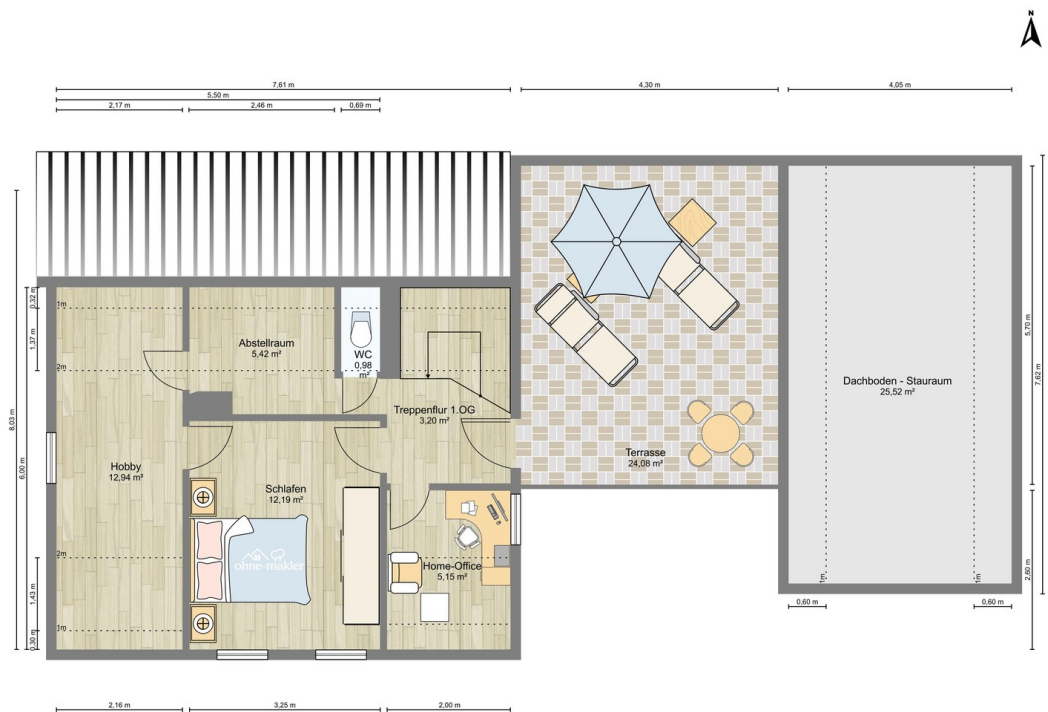 N
7,61 m
4,30 m
4,05 m
5,50 m
2,17 m
2,46 m
0,69 m
0,32 m
1,37 m
8,03 m
6,00 m
1,43 m
0,30 m
1m
2m
2m
1m
Abstellraum
5,42 m²
WC
0,98
m²
Treppenflur 1.OG
3,20 m²
Hobby
12,94 m²
Schlafen
12,19 m²
ohne-makler
Home-Office
5,15 m²
Terrasse
24,08 m²
Dachboden - Stauraum
25,52 m²
1m
1m
5,70 m
7,62 m
2,60 m
0,60 m
0,60 m
2,16 m
3,25 m
2,00 m